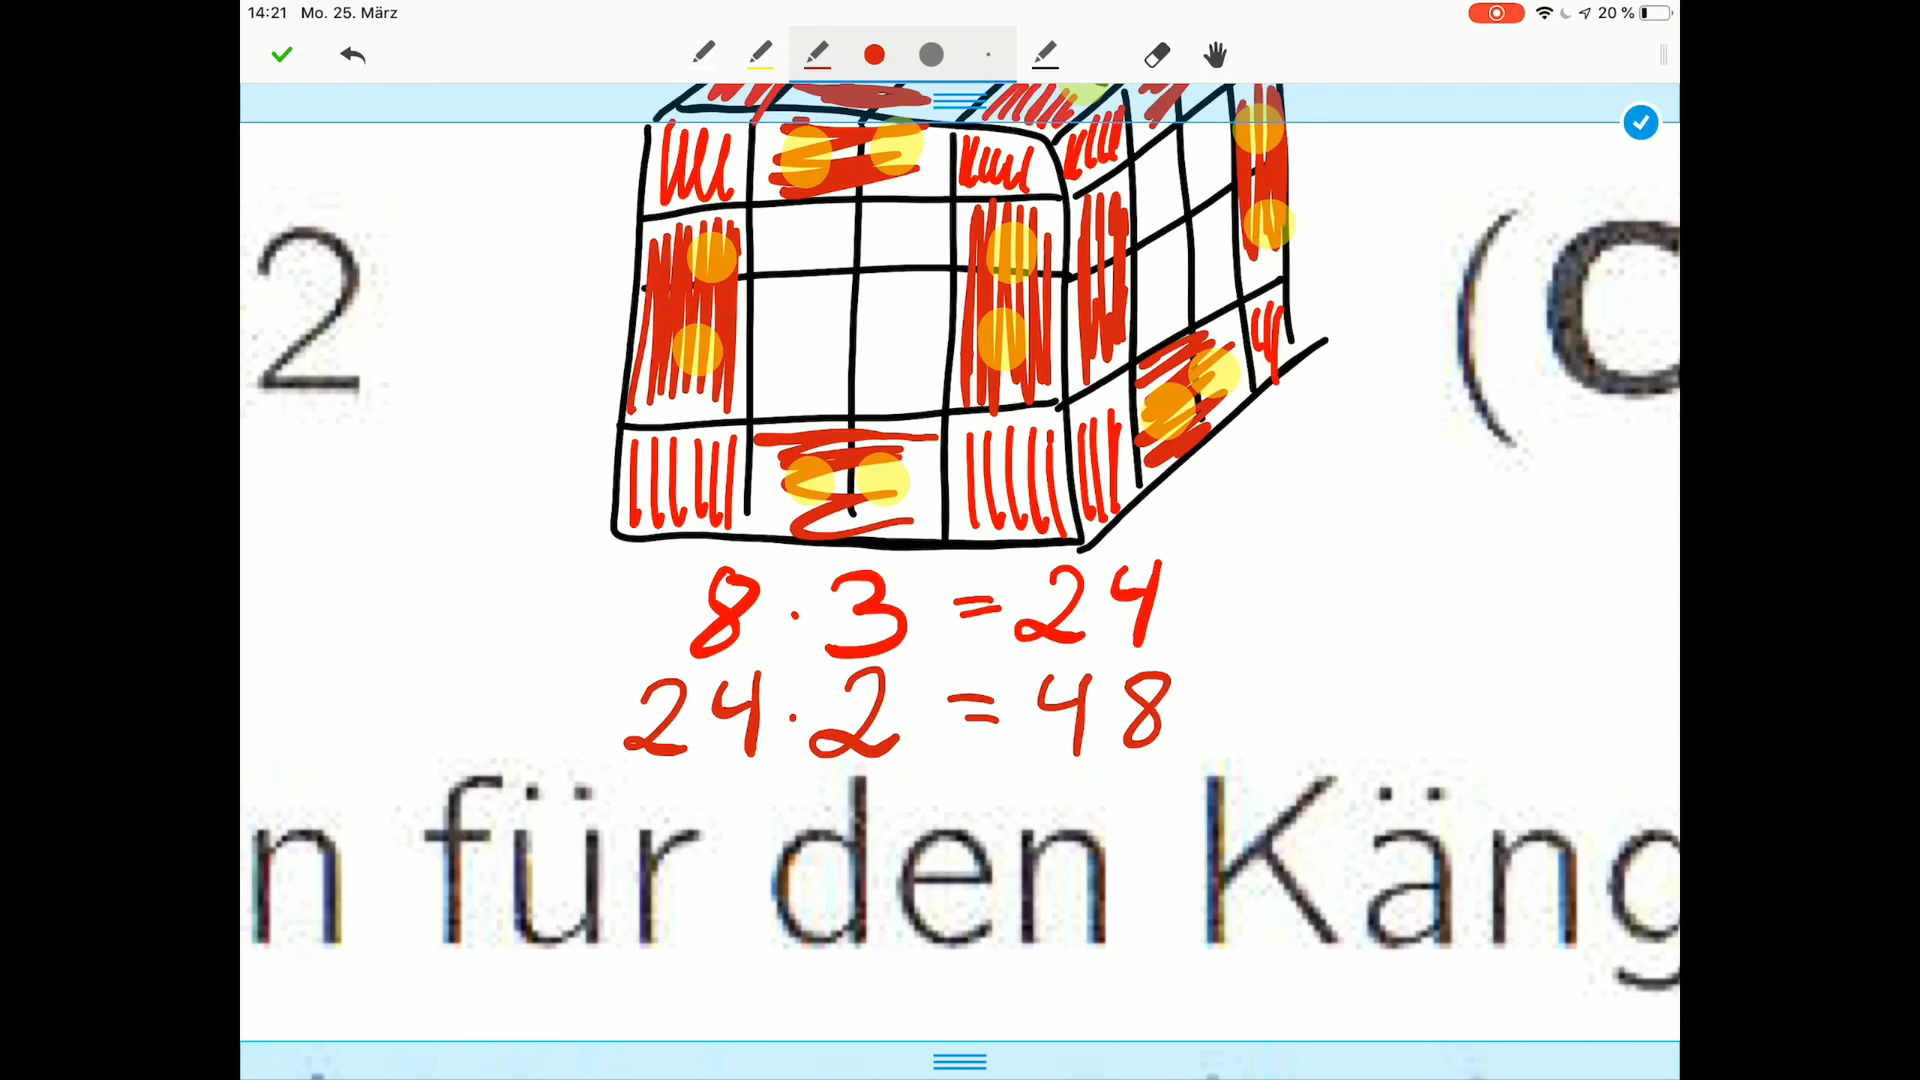 14:21 Mo. 25. März 20 %
2 (C
8 · 3 = 24
24 · 2 = 48
n für den Käng